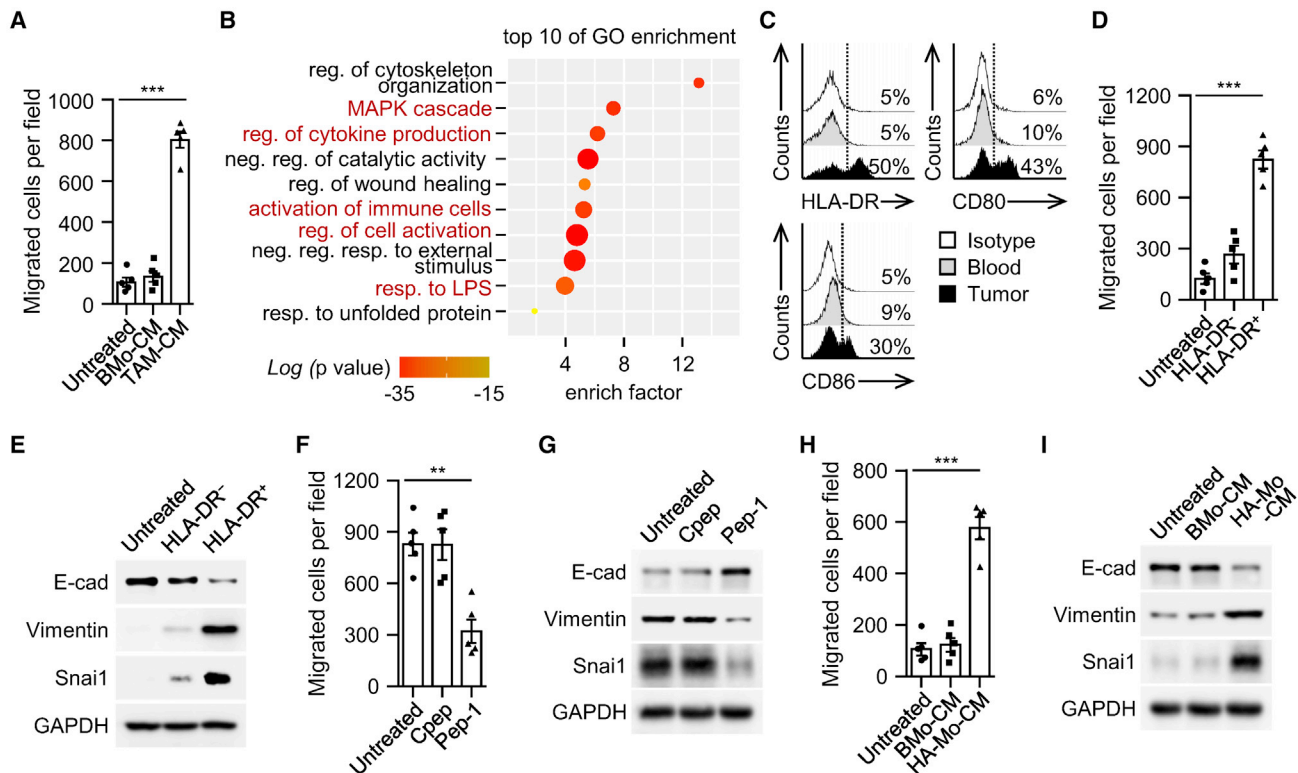 A
Migrated cells per field
1000
800
600
400
200
0
***
Untreated
BMo-CM
TAM-CM
B
top 10 of GO enrichment
reg. of cytoskeleton
organization
MAPK cascade
reg. of cytokine production
neg. reg. of catalytic activity
reg. of wound healing
activation of immune cells
reg. of cell activation
neg. reg. resp. to external
stimulus
resp. to LPS
resp. to unfolded protein
4 8 12
enrich factor
Log (p value)
-35 -15
C
Counts
5%
5%
50%
HLA-DR
6%
10%
43%
CD80
Counts
5%
9%
30%
CD86
Isotype
Blood
Tumor
D
Migrated cells per field
1200
900
600
300
0
***
Untreated
HLA-DR-
HLA-DR+
E
Untreated
HLA-DR-
HLA-DR+
E-cad
Vimentin
Snai1
GAPDH
F
Migrated cells per field
1200
900
600
300
0
**
Untreated
Cpep
Pep-1
G
Untreated
Cpep
Pep-1
E-cad
Vimentin
Snai1
GAPDH
H
Migrated cells per field
800
600
400
200
0
***
Untreated
BMo-CM
HA-Mo-CM
I
Untreated
BMo-CM
HA-Mo
-CM
E-cad
Vimentin
Snai1
GAPDH